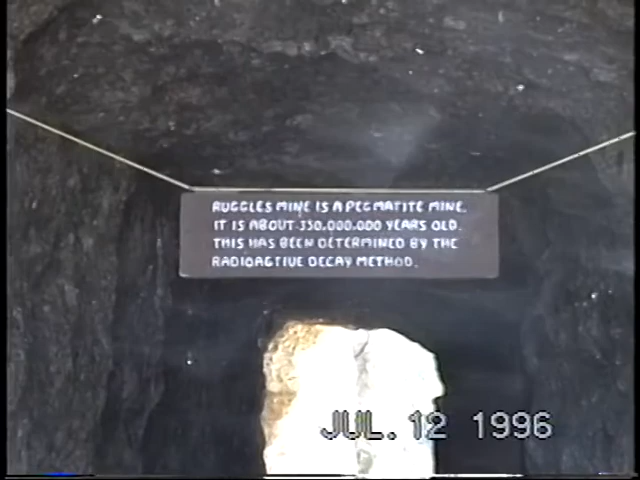 RUGGLES MINE IS A PEGMATITE MINE.
IT IS ABOUT 330,000,000 YEARS OLD.
THIS HAS BEEN DETERMINED BY THE
RADIOACTIVE DECAY METHOD.
JUL. 12 1996